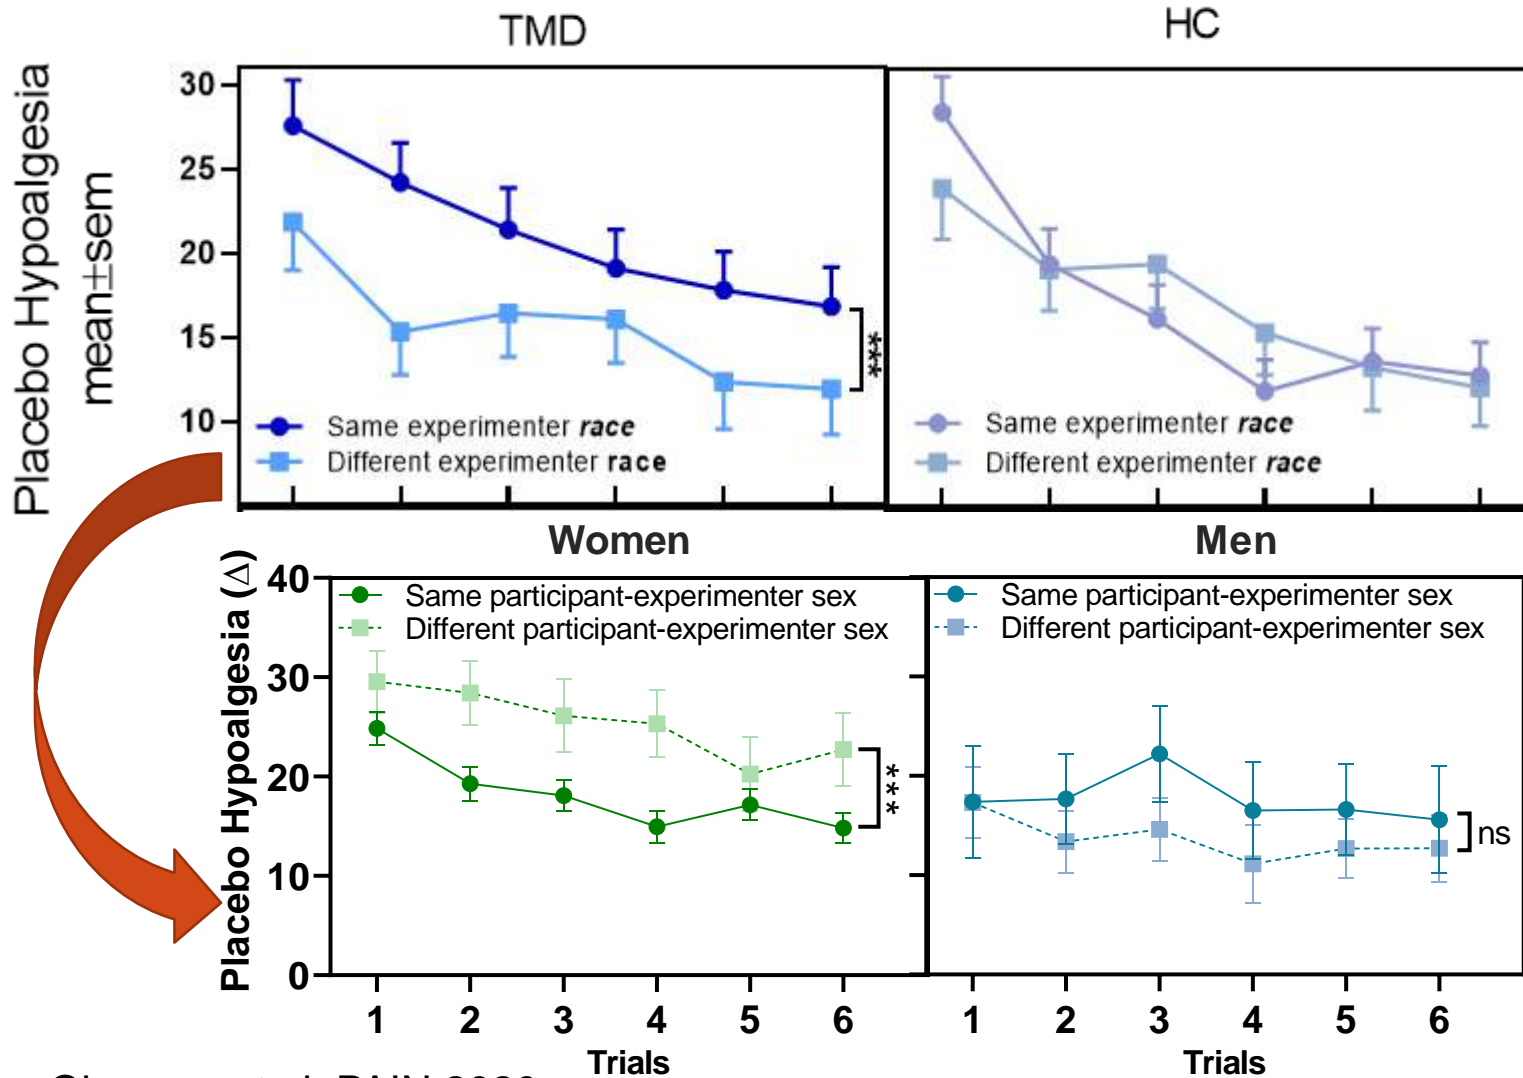 TMD
HC
Placebo Hypoalgesia
mean±sem
30
25
20
15
10
***
Same experimenter race
Different experimenter race
Same experimenter race
Different experimenter race
Women
Men
Placebo Hypoalgesia (Δ)
40
30
20
10
0
Same participant-experimenter sex
Different participant-experimenter sex
***
Same participant-experimenter sex
Different participant-experimenter sex
ns
1 2 3 4 5 6
1 2 3 4 5 6
Trials
Trials
PAIN